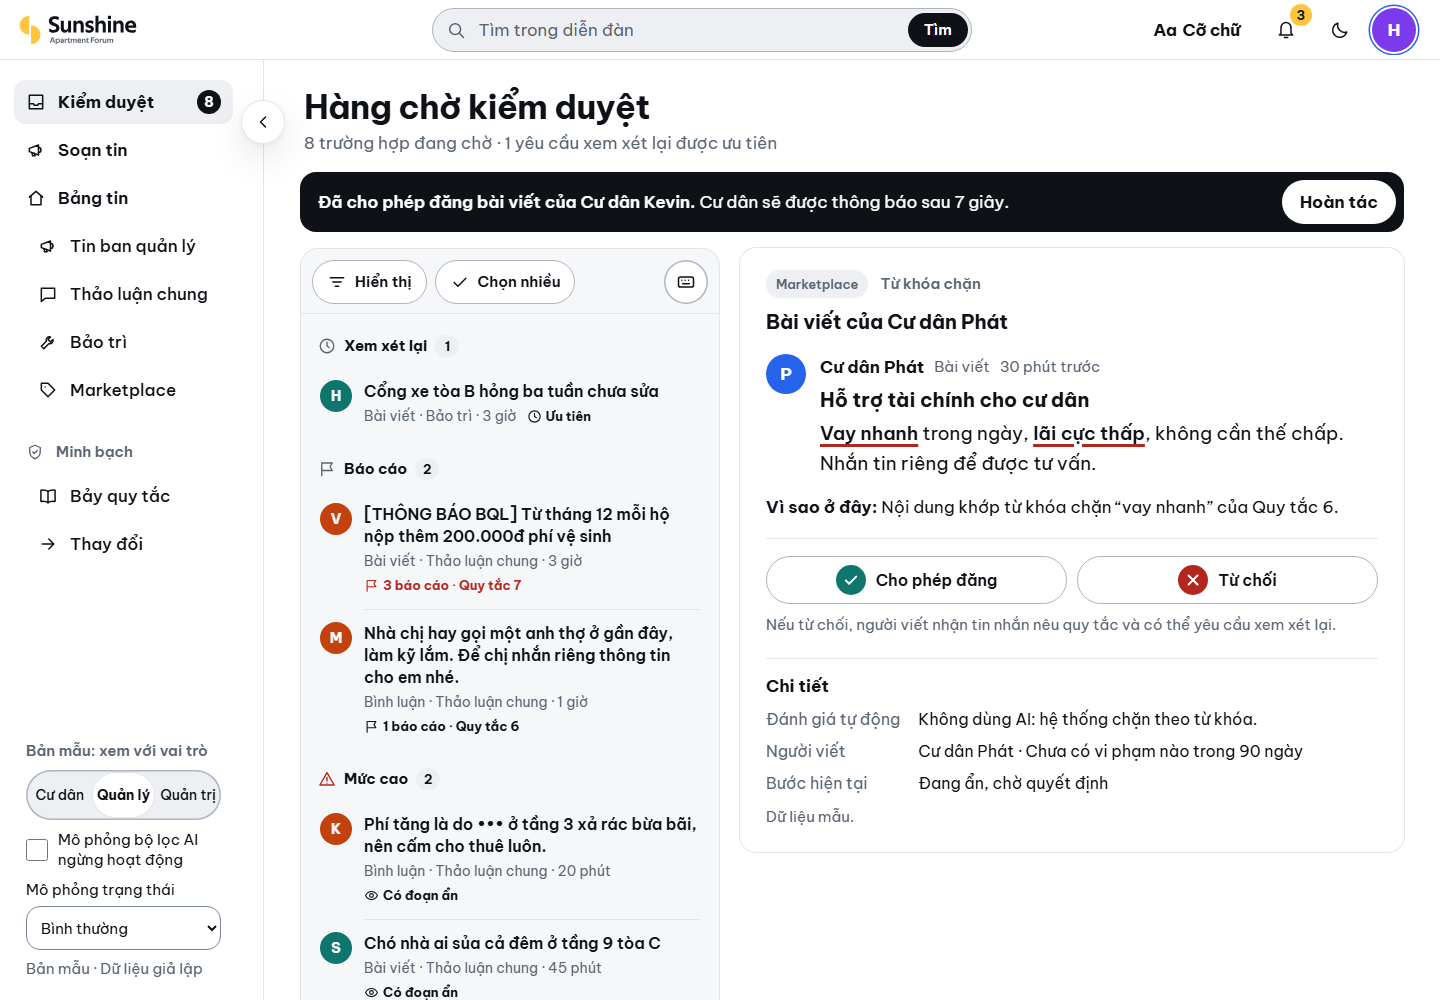 Sunshine
Apartment Forum
Tìm trong diễn đàn
Tìm
Aa Cỡ chữ
3
H
Kiểm duyệt
8
Soạn tin
Bảng tin
Tin ban quản lý
Thảo luận chung
Bảo trì
Marketplace
Minh bạch
Bảy quy tắc
Thay đổi
Bản mẫu: xem với vai trò
Cư dân
Quản lý
Quản trị
Mô phỏng bộ lọc AI
ngừng hoạt động
Mô phỏng trạng thái
Bình thường
Bản mẫu · Dữ liệu giả lập
Hàng chờ kiểm duyệt
8 trường hợp đang chờ · 1 yêu cầu xem xét lại được ưu tiên
Đã cho phép đăng bài viết của Cư dân Kevin. Cư dân sẽ được thông báo sau 7 giây.
Hoàn tác
Hiển thị
Chọn nhiều
Xem xét lại
1
H
Cổng xe tòa B hỏng ba tuần chưa sửa
Bài viết · Bảo trì · 3 giờ
Ưu tiên
Báo cáo
2
V
[THÔNG BÁO BQL] Từ tháng 12 mỗi hộ
nộp thêm 200.000đ phí vệ sinh
Bài viết · Thảo luận chung · 3 giờ
3 báo cáo · Quy tắc 7
M
Nhà chị hay gọi một anh thợ ở gần đây,
làm kỹ lắm. Để chị nhắn riêng thông tin
cho em nhé.
Bình luận · Thảo luận chung · 1 giờ
1 báo cáo · Quy tắc 6
Mức cao
2
K
Phí tăng là do ••• ở tầng 3 xả rác bừa bãi,
nên cấm cho thuê luôn.
Bình luận · Thảo luận chung · 20 phút
Có đoạn ẩn
S
Chó nhà ai sủa cả đêm ở tầng 9 tòa C
Bài viết · Thảo luận chung · 45 phút
Có đoạn ẩn
Marketplace
Từ khóa chặn
Bài viết của Cư dân Phát
P
Cư dân Phát
Bài viết
30 phút trước
Hỗ trợ tài chính cho cư dân
Vay nhanh trong ngày, lãi cực thấp, không cần thế chấp.
Nhắn tin riêng để được tư vấn.
Vì sao ở đây: Nội dung khớp từ khóa chặn “vay nhanh” của Quy tắc 6.
Cho phép đăng
Từ chối
Nếu từ chối, người viết nhận tin nhắn nêu quy tắc và có thể yêu cầu xem xét lại.
Chi tiết
Đánh giá tự động
Không dùng AI: hệ thống chặn theo từ khóa.
Người viết
Cư dân Phát · Chưa có vi phạm nào trong 90 ngày
Bước hiện tại
Đang ẩn, chờ quyết định
Dữ liệu mẫu.